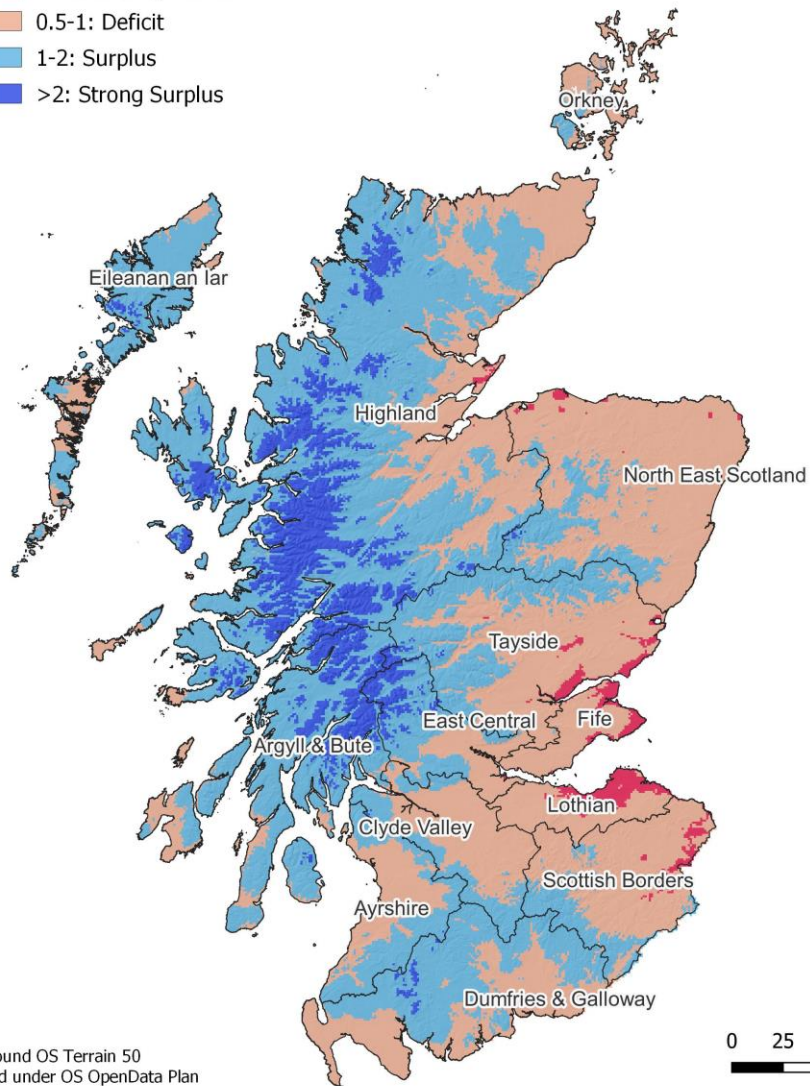 0.5-1: Deficit
1-2: Surplus
>2: Strong Surplus
Orkney
Eileanan an Iar
Highland
North East Scotland
Tayside
East Central
Fife
Argyll & Bute
Lothian
Clyde Valley
Scottish Borders
Ayrshire
Dumfries & Galloway
0 25
ound OS Terrain 50
d under OS OpenData Plan